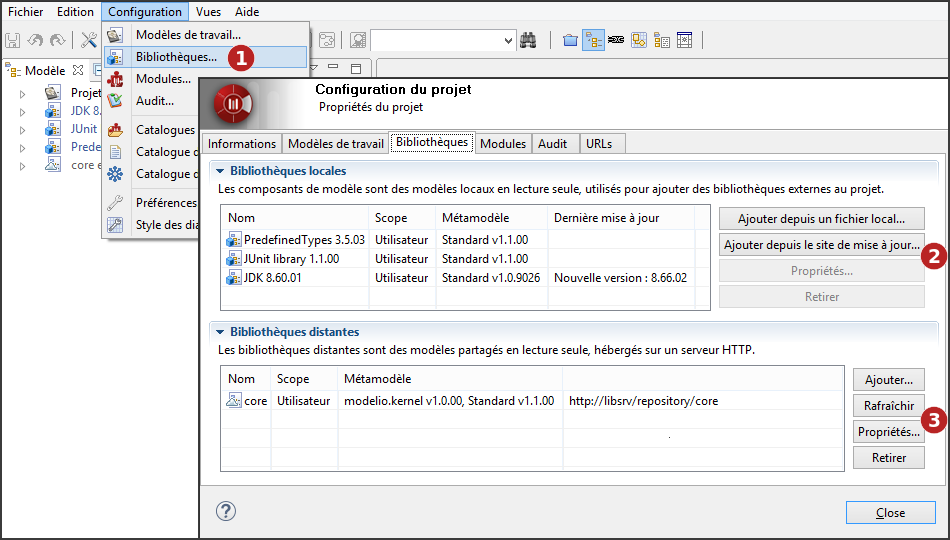 Fichier Edition Configuration Vues Aide
Modèles de travail...
Bibliothèques... 1
Modèle
Modules...
Projet
Audit...
JDK 8.
JUnit
Catalogues
Prede
Catalogue d
core e
Catalogue d
Préférences
Style des dia
Configuration du projet
Propriétés du projet
Informations Modèles de travail Bibliothèques Modules Audit URLs
Bibliothèques locales
Les composants de modèle sont des modèles locaux en lecture seule, utilisés pour ajouter des bibliothèques externes au projet.
Nom Scope Métamodèle Dernière mise à jour
PredefinedTypes 3.5.03 Utilisateur Standard v1.1.00
JUnit library 1.1.00 Utilisateur Standard v1.1.00
JDK 8.60.01 Utilisateur Standard v1.0.9026 Nouvelle version : 8.66.02
Ajouter depuis un fichier local...
Ajouter depuis le site de mise à jour...
2
Propriétés...
Retirer
Bibliothèques distantes
Les bibliothèques distantes sont des modèles partagés en lecture seule, hébergés sur un serveur HTTP.
Nom Scope Métamodèle
core Utilisateur modelio.kernel v1.0.00, Standard v1.1.00 http://libsrv/repository/core
Ajouter...
Rafraîchir
3
Propriétés...
Retirer
? Close